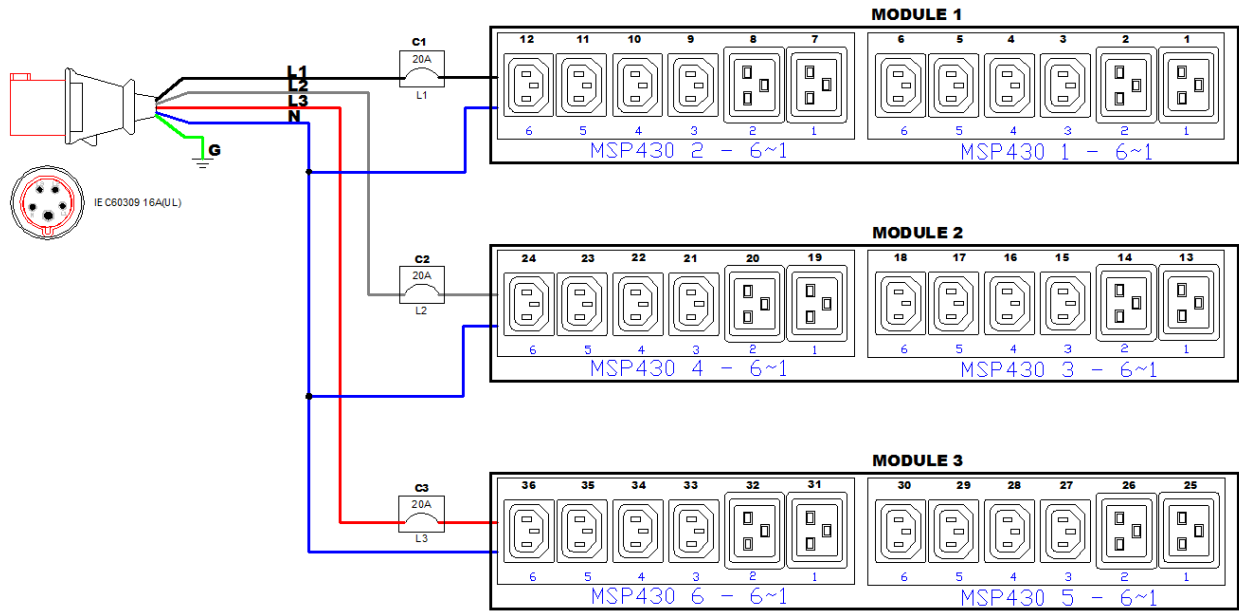 MODULE 1
C1
20A
L1
12 11 10 9 8 7 6 5 4 3 2 1
6 5 4 3 2 1 6 5 4 3 2 1
MSP430 2 - 6~1 MSP430 1 - 6~1
L1
L2
L3
N
G
IEC60309 16A(UL)
MODULE 2
C2
20A
L2
24 23 22 21 20 19 18 17 16 15 14 13
6 5 4 3 2 1 6 5 4 3 2 1
MSP430 4 - 6~1 MSP430 3 - 6~1
MODULE 3
C3
20A
L3
36 35 34 33 32 31 30 29 28 27 26 25
6 5 4 3 2 1 6 5 4 3 2 1
MSP430 6 - 6~1 MSP430 5 - 6~1